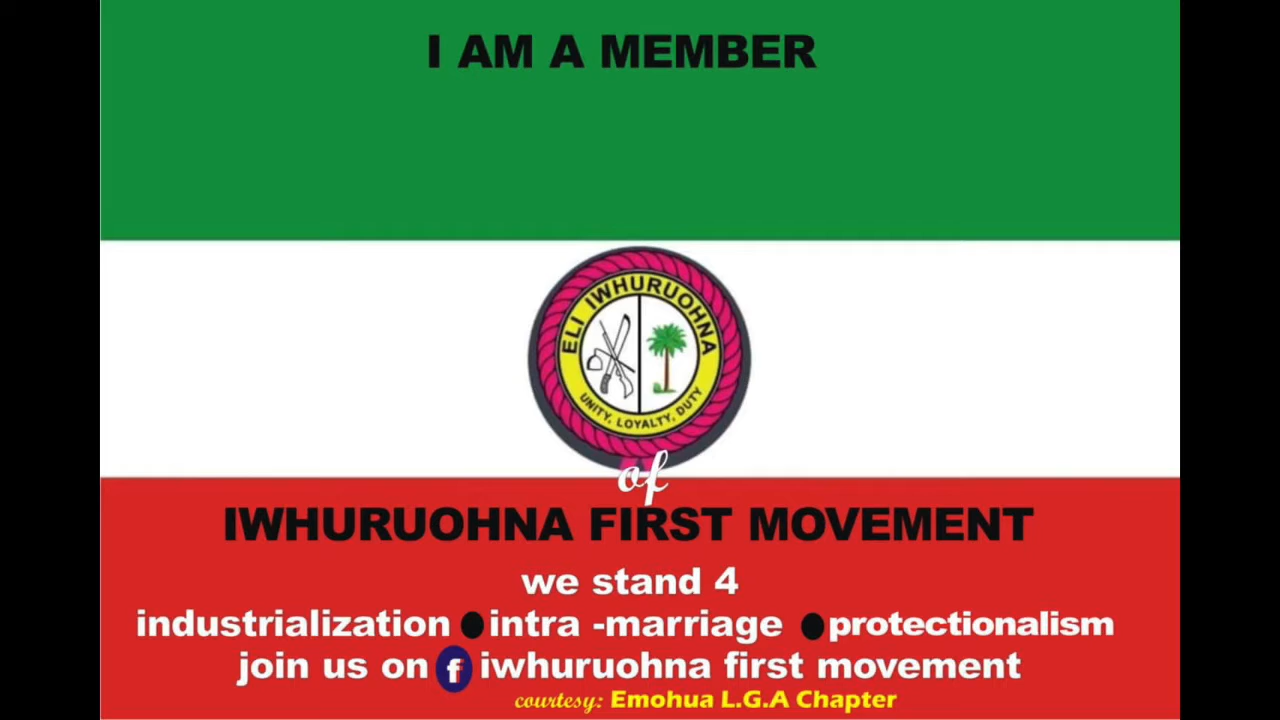 I AM A MEMBER
ELI IWHURUOHNA
UNITY, LOYALTY, DUTY
of
IWHURUOHNA FIRST MOVEMENT
we stand 4
industrialization ● intra -marriage ● protectionalism
join us on f iwhuruohna first movement
courtesy: Emohua L.G.A Chapter